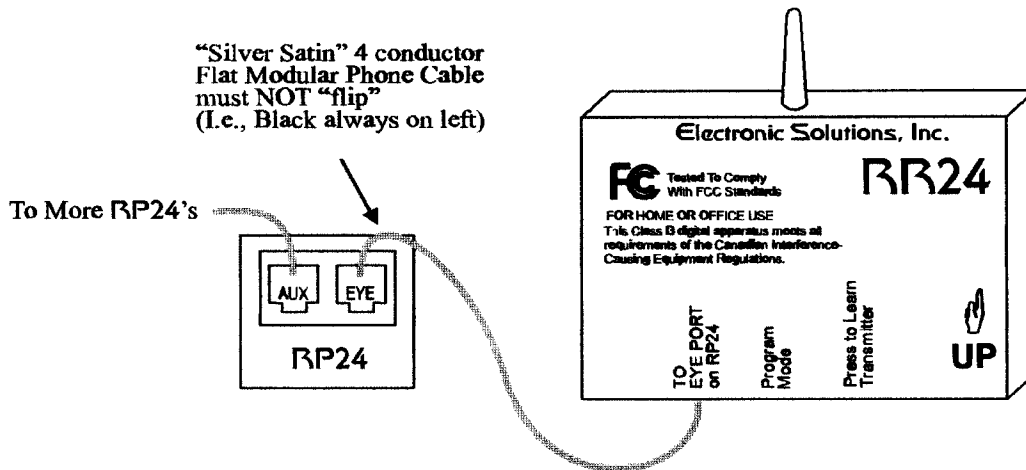 “Silver Satin” 4 conductor
Flat Modular Phone Cable
must NOT “flip”
(I.e., Black always on left)
To More RP24's
AUX
EYE
RP24
Electronic Solutions, Inc.
FC
Tested To Comply
With FCC Standards
RR24
FOR HOME OR OFFICE USE
This Class B digital apparatus meets all
requirements of the Canadian Interference-
Causing Equipment Regulations.
TO
EYE PORT
on RP24
Program
Mode
Press to Learn
Transmitter
UP